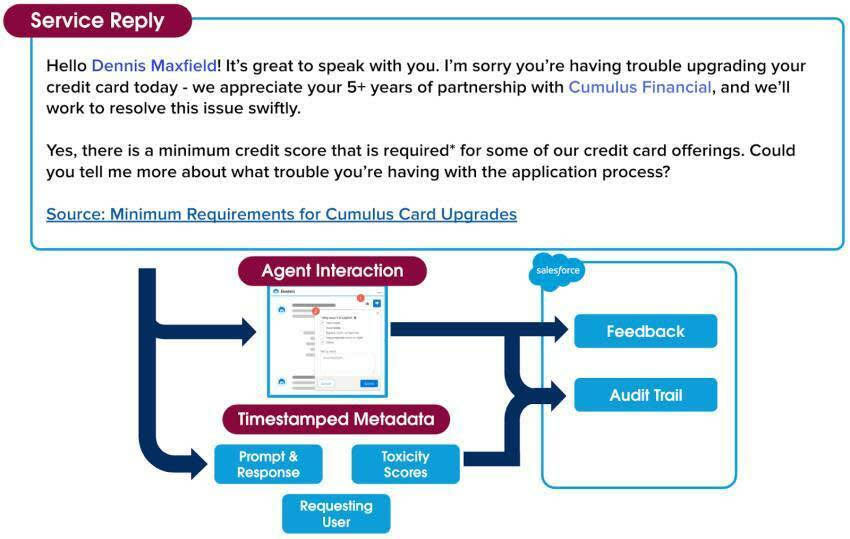 Service Reply
Hello Dennis Maxfield! It’s great to speak with you. I’m sorry you’re having trouble upgrading your
credit card today - we appreciate your 5+ years of partnership with Cumulus Financial, and we’ll
work to resolve this issue swiftly.
Yes, there is a minimum credit score that is required* for some of our credit card offerings. Could
you tell me more about what trouble you’re having with the application process?
Source: Minimum Requirements for Cumulus Card Upgrades
Agent Interaction
salesforce
Einstein
1
2
Feedback
Audit Trail
Timestamped Metadata
Prompt &
Response
Toxicity
Scores
Requesting
User